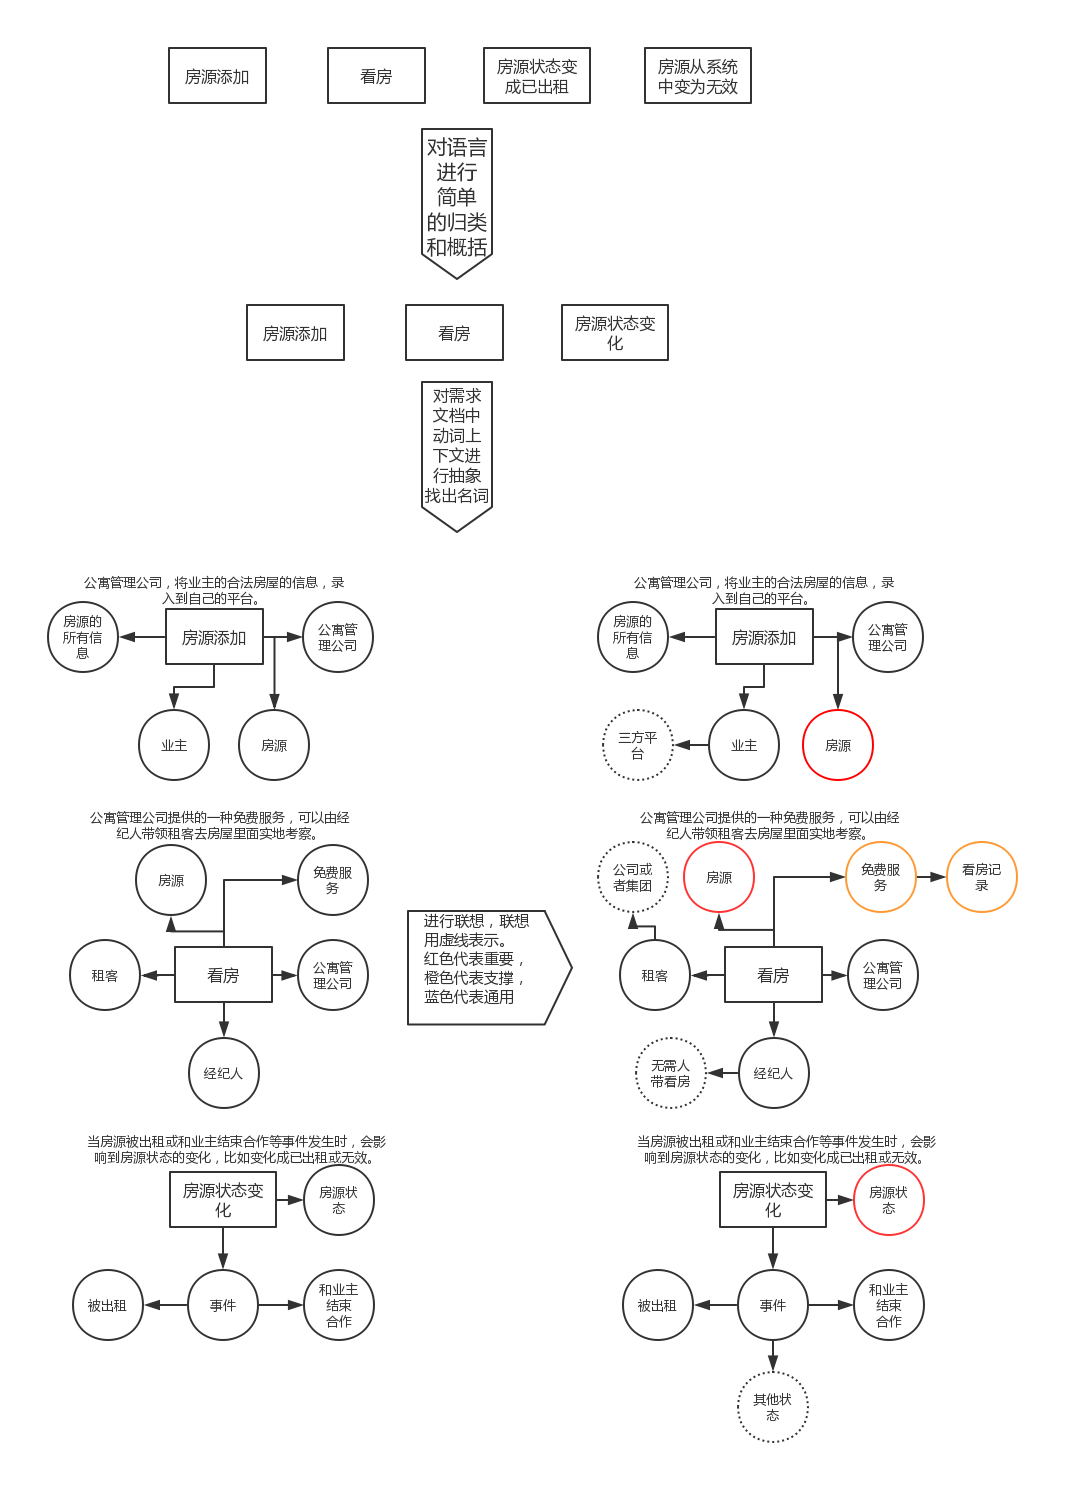 房源添加
看房
房源状态变
成已出租
房源从系统
中变为无效
对语言
进行
简单
的归类
和概括
房源添加
看房
房源状态变
化
对需求
文档中
动词上
下文进
行抽象
找出名词
公寓管理公司，将业主的合法房屋的信息，录
入到自己的平台。
房源的
所有信
息
房源添加
公寓管
理公司
业主
房源
公寓管理公司，将业主的合法房屋的信息，录
入到自己的平台。
房源的
所有信
息
房源添加
公寓管
理公司
三方平
台
业主
房源
公寓管理公司提供的一种免费服务，可以由经
纪人带领租客去房屋里面实地考察。
房源
免费服
务
租客
看房
公寓管
理公司
经纪人
进行联想，联想
用虚线表示。
红色代表重要，
橙色代表支撑，
蓝色代表通用
公寓管理公司提供的一种免费服务，可以由经
纪人带领租客去房屋里面实地考察。
公司或
者集团
房源
免费服
务
看房记
录
租客
看房
公寓管
理公司
无需人
带看房
经纪人
当房源被出租或和业主结束合作等事件发生时，会影
响到房源状态的变化，比如变化成已出租或无效。
房源状态变
化
房源状
态
被出租
事件
和业主
结束
合作
当房源被出租或和业主结束合作等事件发生时，会影
响到房源状态的变化，比如变化成已出租或无效。
房源状态变
化
房源状
态
被出租
事件
和业主
结束
合作
其他状
态